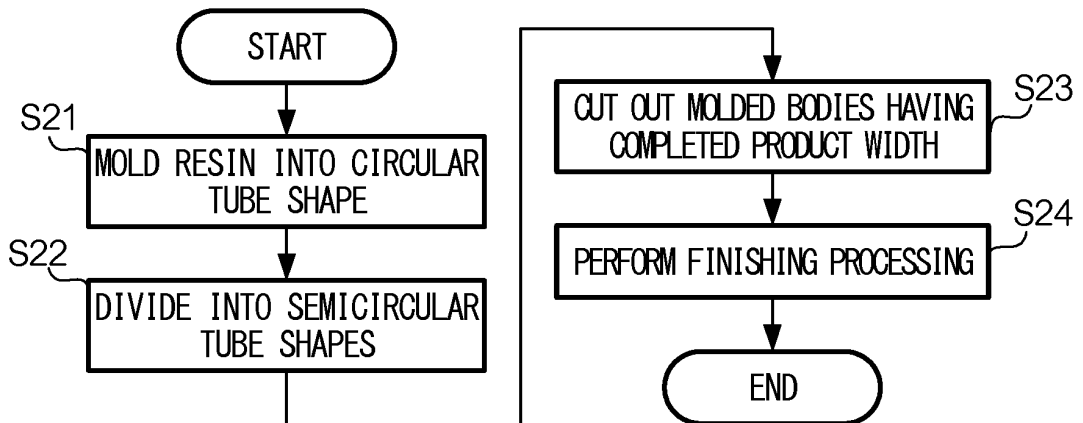 START
S21
MOLD RESIN INTO CIRCULAR
TUBE SHAPE
S22
DIVIDE INTO SEMICIRCULAR
TUBE SHAPES
S23
CUT OUT MOLDED BODIES HAVING
COMPLETED PRODUCT WIDTH
S24
PERFORM FINISHING PROCESSING
END